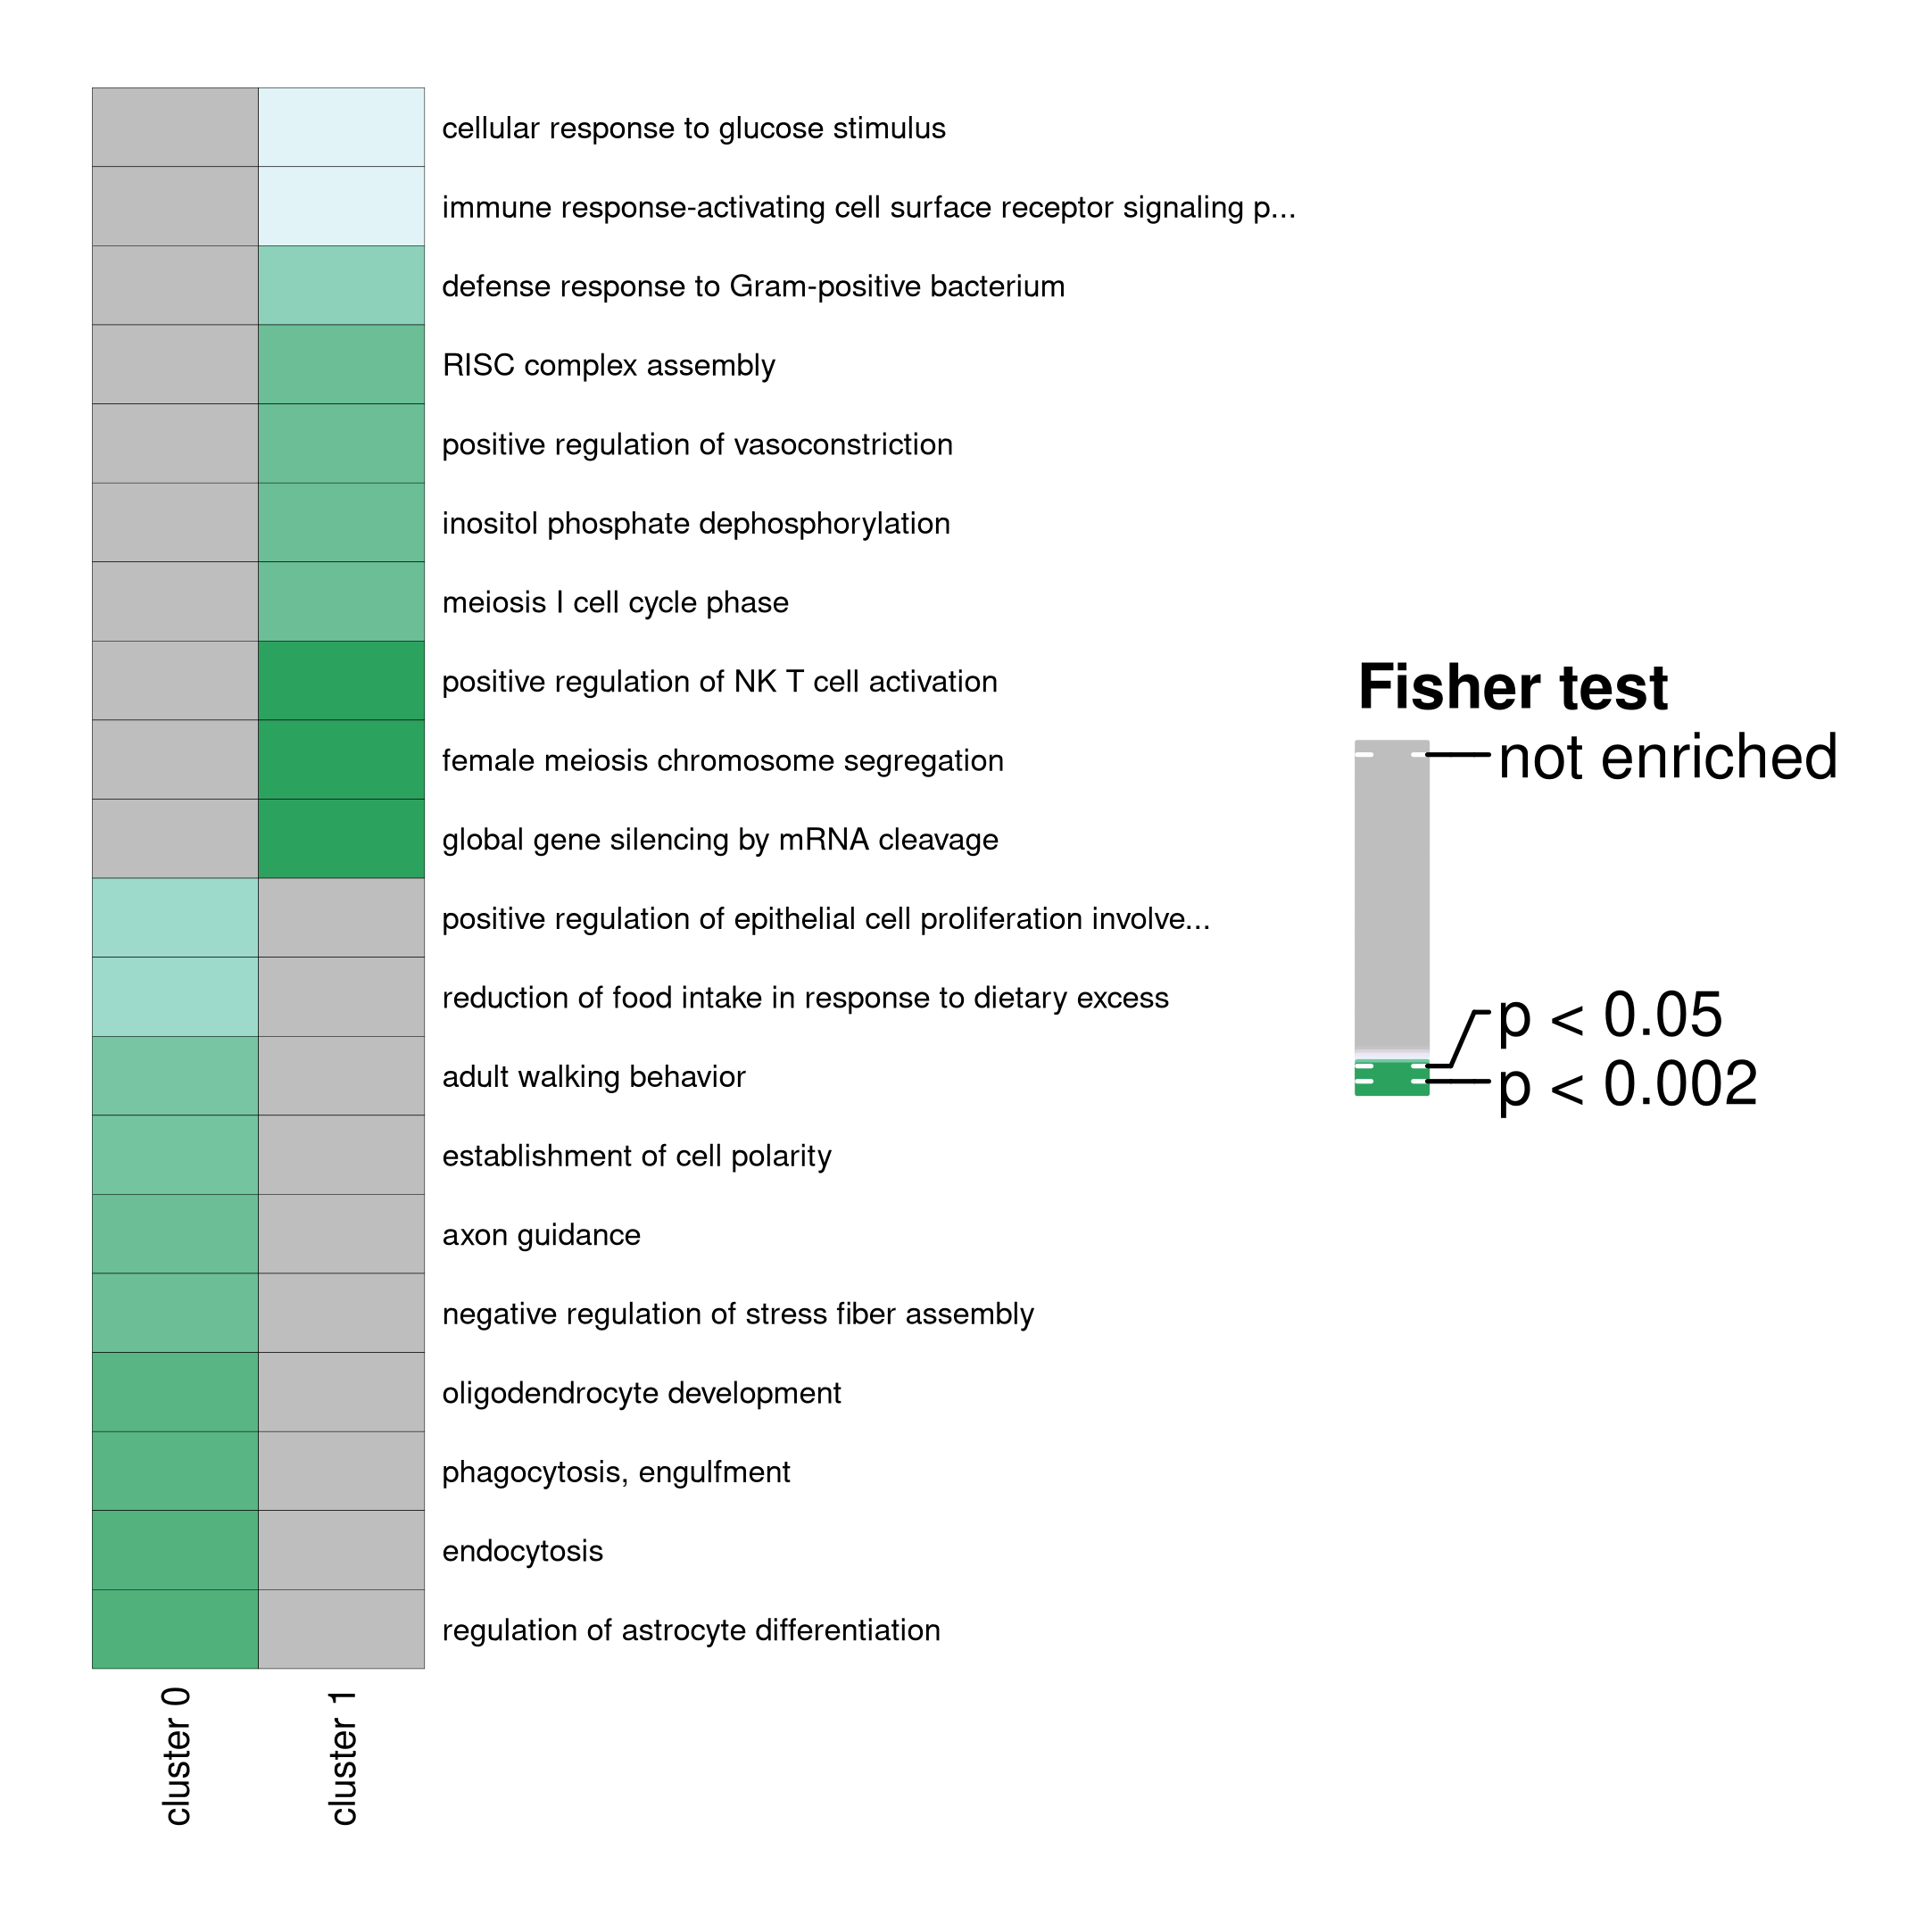 cellular response to glucose stimulus
immune response-activating cell surface receptor signaling p...
defense response to Gram-positive bacterium
RISC complex assembly
positive regulation of vasoconstriction
inositol phosphate dephosphorylation
meiosis I cell cycle phase
positive regulation of NK T cell activation
female meiosis chromosome segregation
global gene silencing by mRNA cleavage
positive regulation of epithelial cell proliferation involve...
reduction of food intake in response to dietary excess
adult walking behavior
establishment of cell polarity
axon guidance
negative regulation of stress fiber assembly
oligodendrocyte development
phagocytosis, engulfment
endocytosis
regulation of astrocyte differentiation
cluster 0
cluster 1
Fisher test
not enriched
p < 0.05
p < 0.002